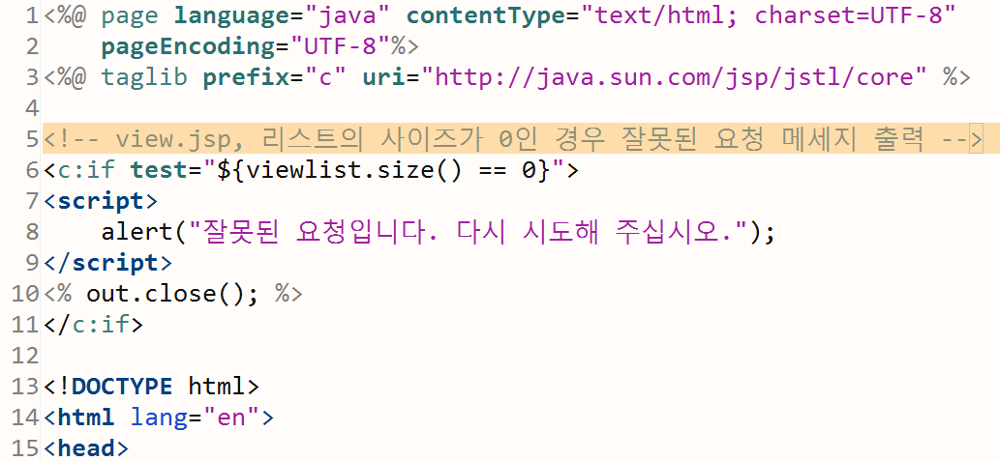 1<%@ page language="java" contentType="text/html; charset=UTF-8"
2    pageEncoding="UTF-8"%>
3<%@ taglib prefix="c" uri="http://java.sun.com/jsp/jstl/core" %>
4
5<!-- view.jsp, 리스트의 사이즈가 0인 경우 잘못된 요청 메세지 출력 -->
6<c:if test="${viewlist.size() == 0}">
7<script>
8    alert("잘못된 요청입니다. 다시 시도해 주십시오.");
9</script>
10<% out.close(); %>
11</c:if>
12
13<!DOCTYPE html>
14<html lang="en">
15<head>